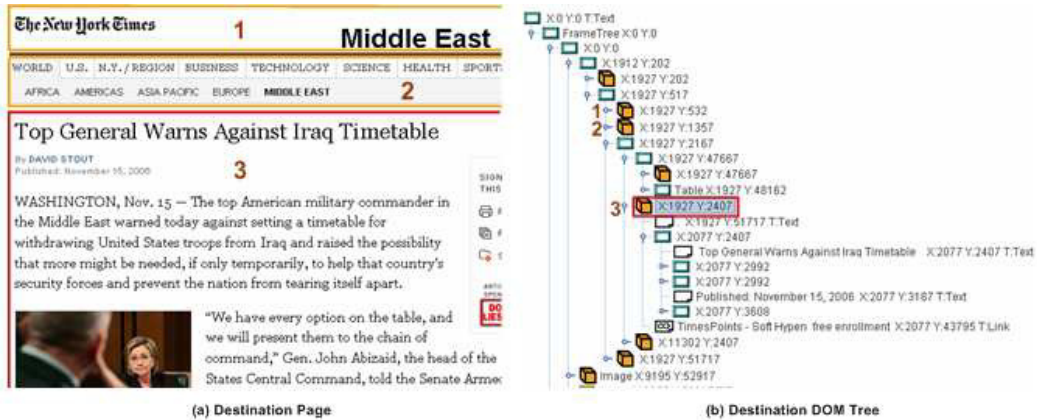 The New York Times
1
Middle East
WORLD U.S. N.Y./REGION BUSINESS TECHNOLOGY SCIENCE HEALTH SPORT
AFRICA AMERICAS ASIA PACIFIC EUROPE MIDDLE EAST
2
Top General Warns Against Iraq Timetable
By DAVID STOUT
Published: November 15, 2006
3
WASHINGTON, Nov. 15 — The top American military commander in
the Middle East warned today against setting a timetable for
withdrawing United States troops from Iraq and raised the possibility
that more might be needed, if only temporarily, to help that country's
security forces and prevent the nation from tearing itself apart.
SIGN
THIS
"We have every option on the table, and
we will present them to the chain of
command," Gen. John Abizaid, the head of the
States Central Command, told the Senate Armed
(a) Destination Page
X:0 Y:0 T:Text
FrameTree X:0 Y:0
X:0 Y:0
X:1912 Y:202
X:1927 Y:202
X:1927 Y:517
1 X:1927 Y:532
2 X:1927 Y:1357
X:1927 Y:2167
X:1927 Y:47667
X:1927 Y:47667
Table X:1927 Y:48162
3 X:1927 Y:2407
X:1927 Y:51717 T:Text
X:2077 Y:2407
Top General Warns Against Iraq Timetable X:2077 Y:2407 T:Text
X:2077 Y:2992
X:2077 Y:2992
Published: November 15, 2006 X:2077 Y:3167 T:Text
X:2077 Y:3608
TimesPoints - Soft Hypen free enrollment X:2077 Y:43795 T:Link
X:11302 Y:2407
X:1927 Y:51717
Image X:9195 Y:52917
(b) Destination DOM Tree